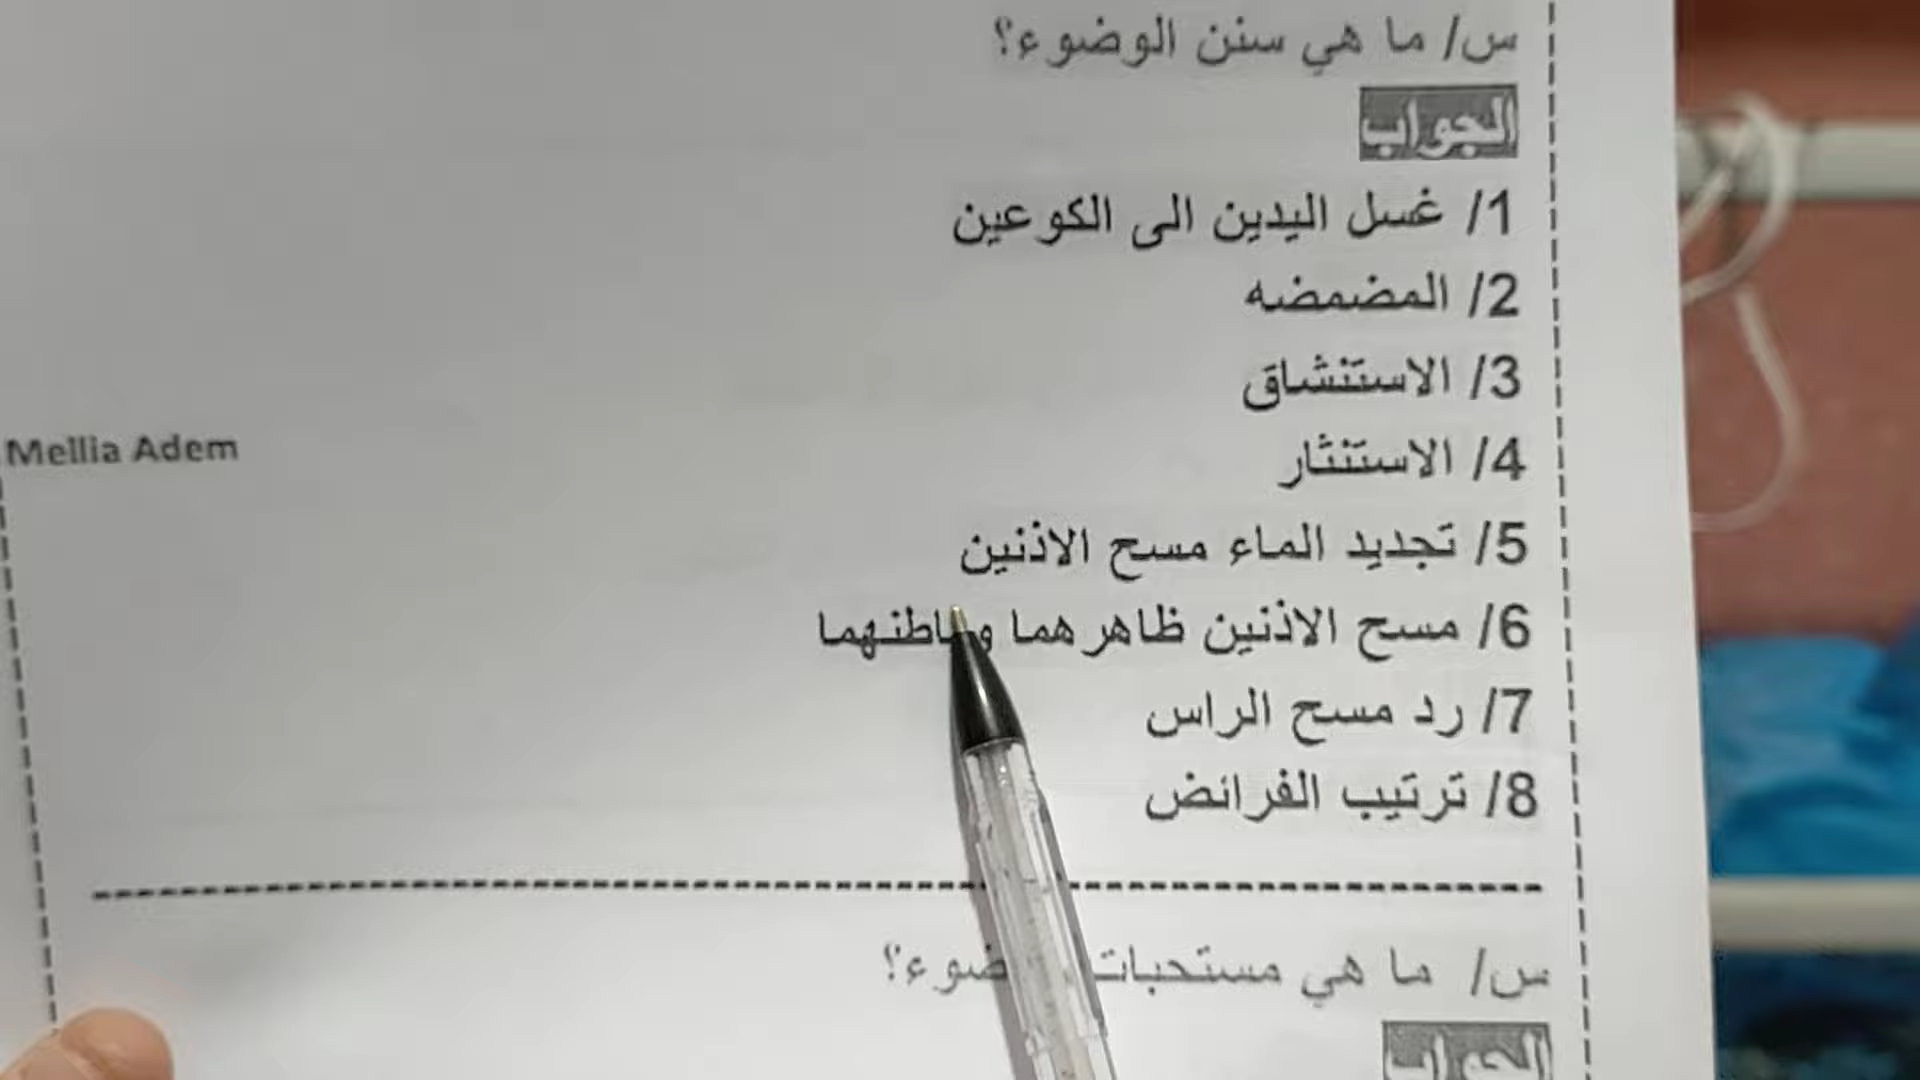 س/ ما هي سنن الوضوء؟
الجواب
1/ غسل اليدين الى الكوعين
2/ المضمضه
3/ الاستنشاق
Mellia Adem
4/ الاستنثار
5/ تجديد الماء مسح الاذنين
6/ مسح الاذنين ظاهرهما وباطنهما
7/ رد مسح الراس
8/ ترتيب الفرائض
س/ ما هي مستحبات
الجواب